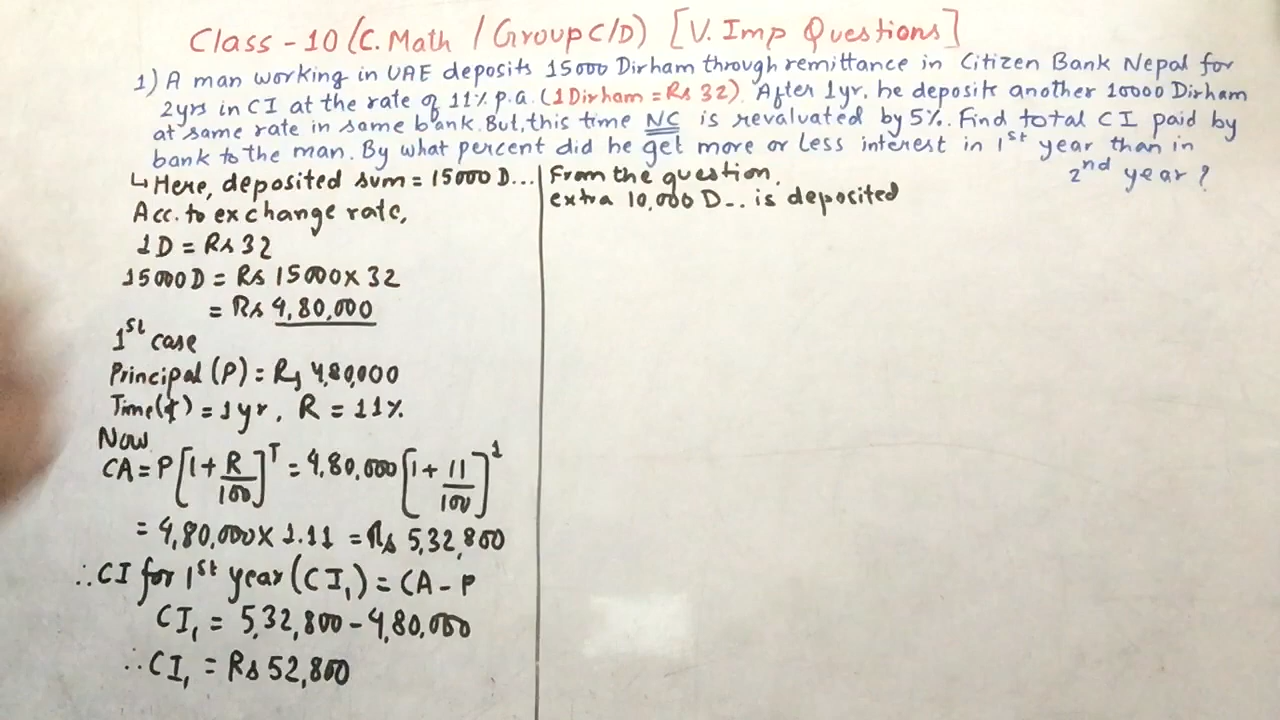 Class - 10 (C. Math / Group C/D) [V. Imp Questions]
1) A man working in UAE deposits 15000 Dirham through remittance in Citizen Bank Nepal for
2yrs in CI at the rate of 11% p.a. (1 Dirham = Rs 32). After 1yr. he deposits another 10000 Dirham
at same rate in same bank. But, this time NC is revaluated by 5%. Find total CI paid by
bank to the man. By what percent did he get more or less interest in 1st year than in
2nd year ?
↳ Here, deposited sum = 15000 D...
Acc. to exchange rate,
1D = Rs 32
15000 D = Rs 15000 x 32
= Rs 4,80,000
1st case
Principal (P) = Rs 4,80,000
Time(t) = 1yr, R = 11%
Now
CA = P[1 + R/100]^T = 4,80,000 [1 + 11/100]^1
= 4,80,000 x 1.11 = Rs 5,32,800
∴ CI for 1st year (CI₁) = CA - P
CI₁ = 5,32,800 - 4,80,000
∴ CI₁ = Rs 52,800
From the question,
extra 10,000 D.. is deposited